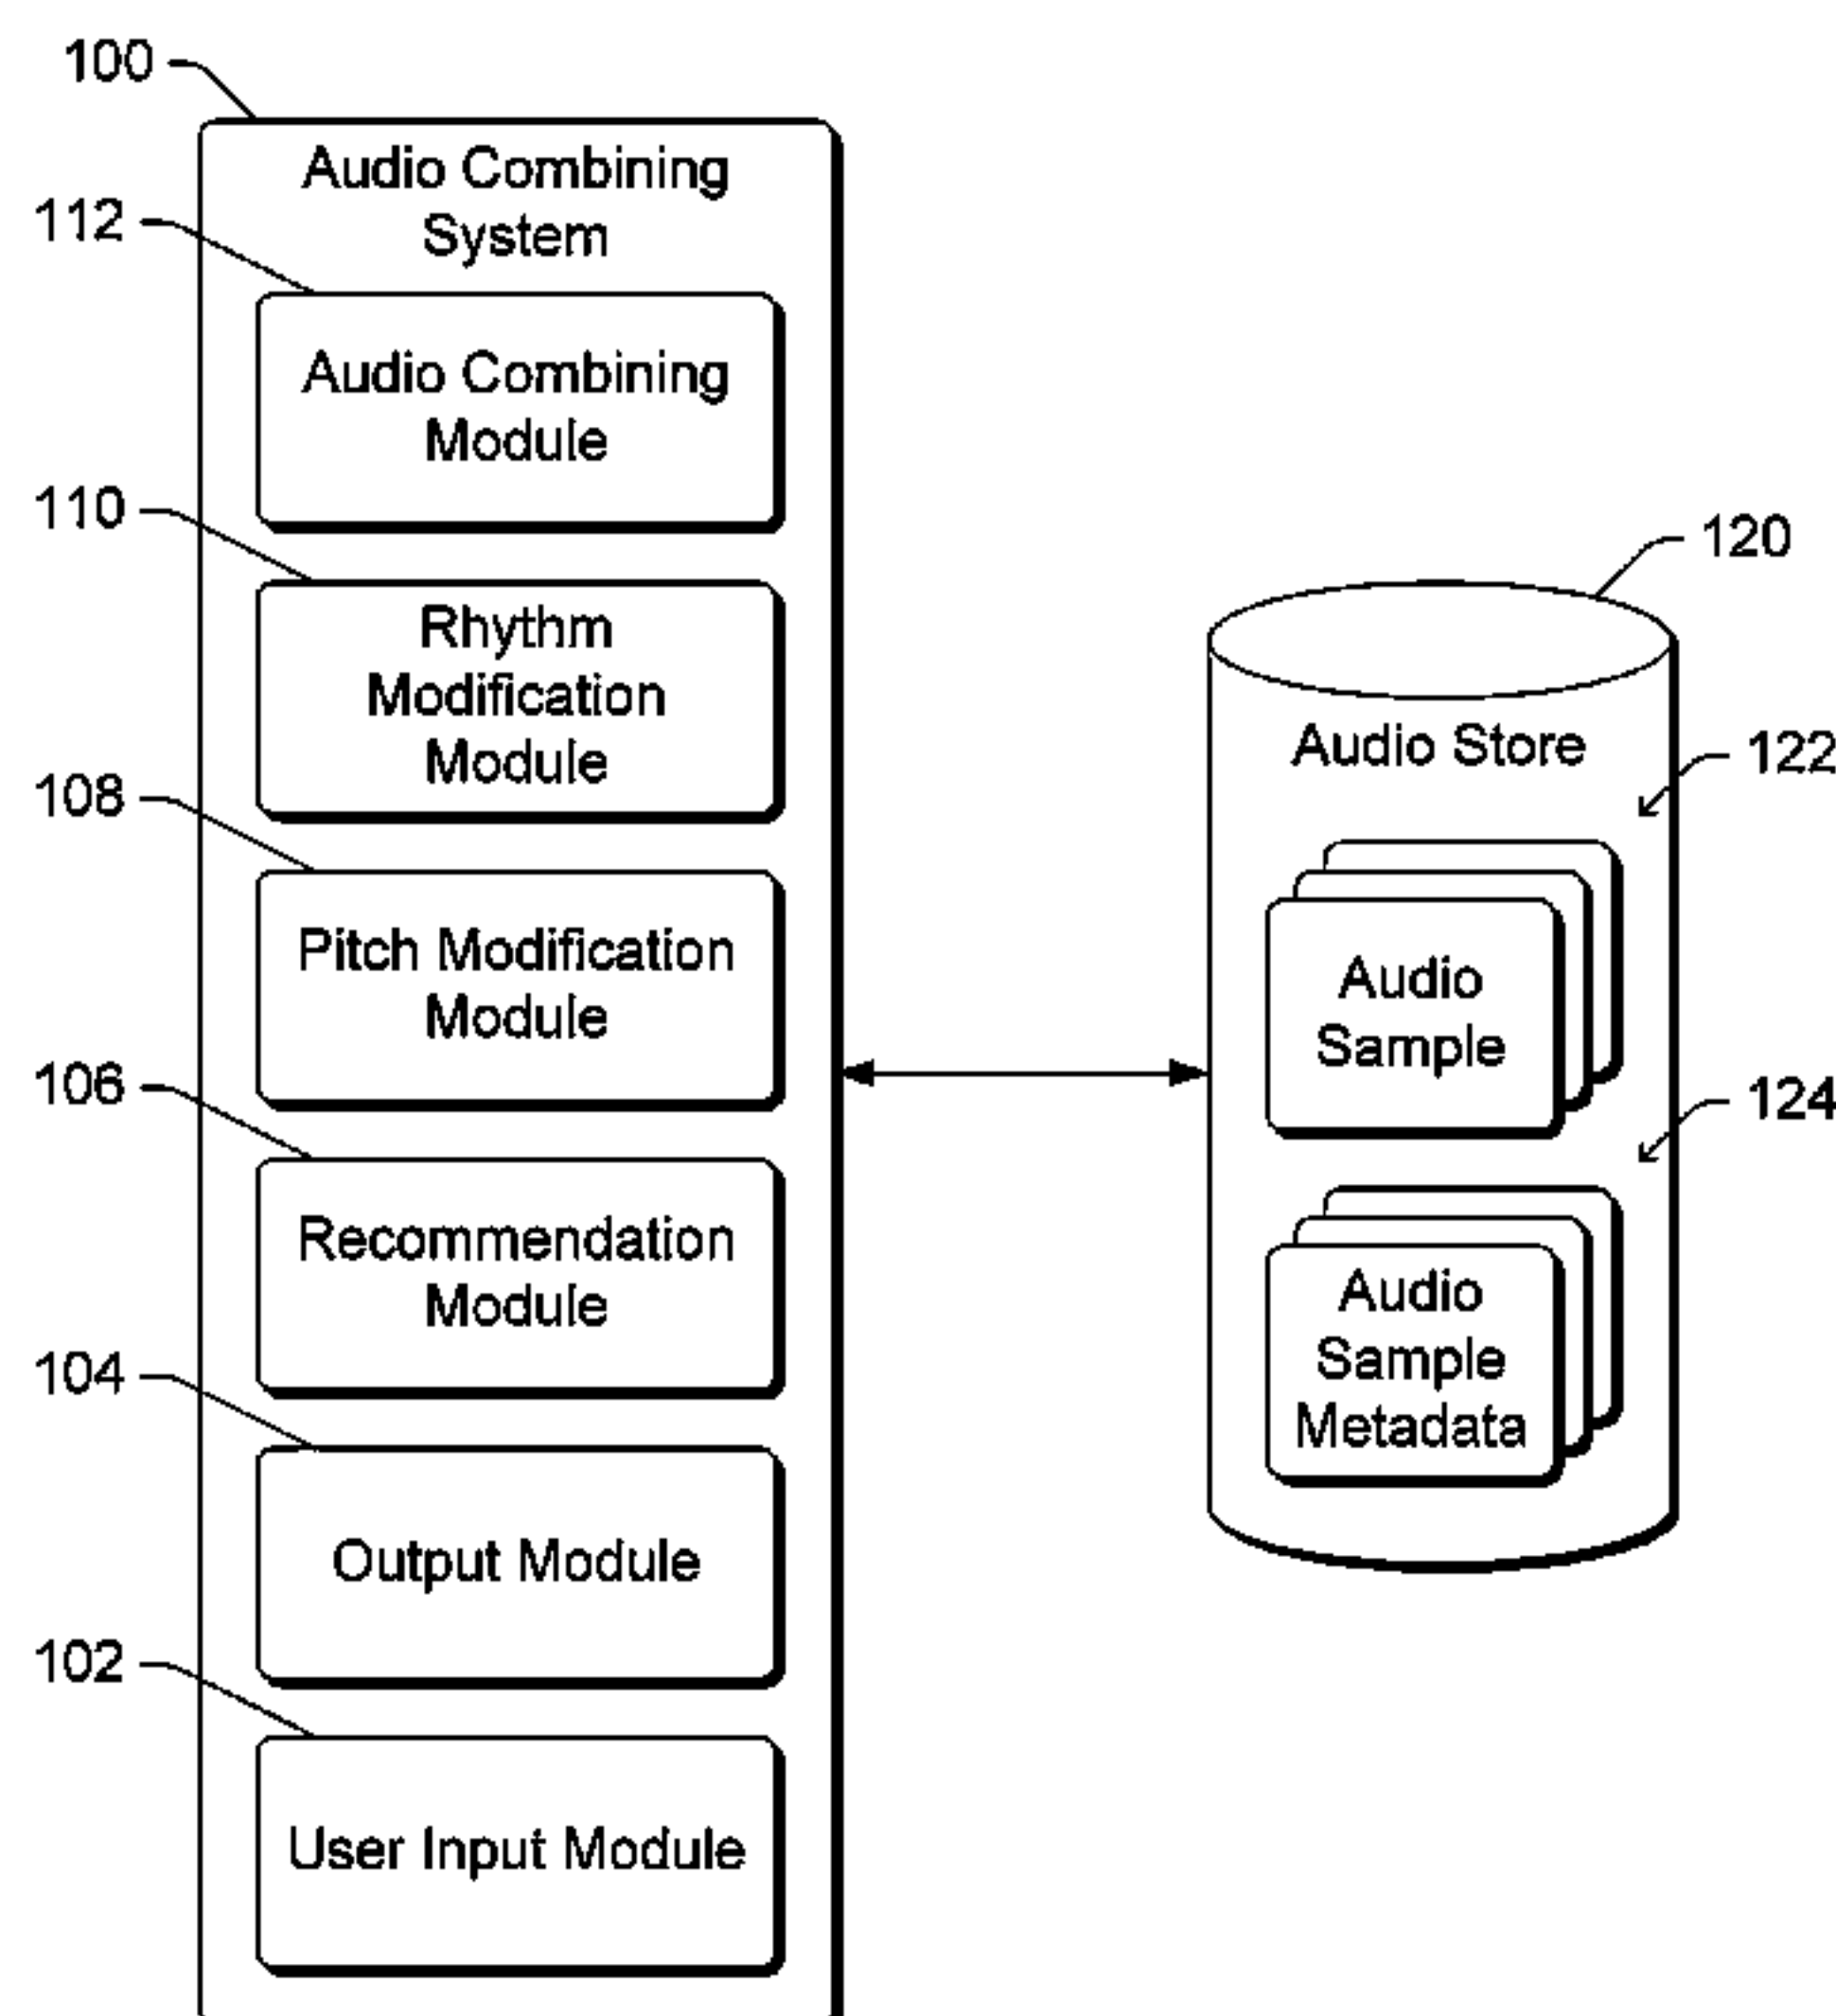 100
Audio Combining
System
112
Audio Combining
Module
110
Rhythm
Modification
Module
108
Pitch Modification
Module
106
Recommendation
Module
104
Output Module
102
User Input Module
120
Audio Store
122
Audio
Sample
124
Audio
Sample
Metadata